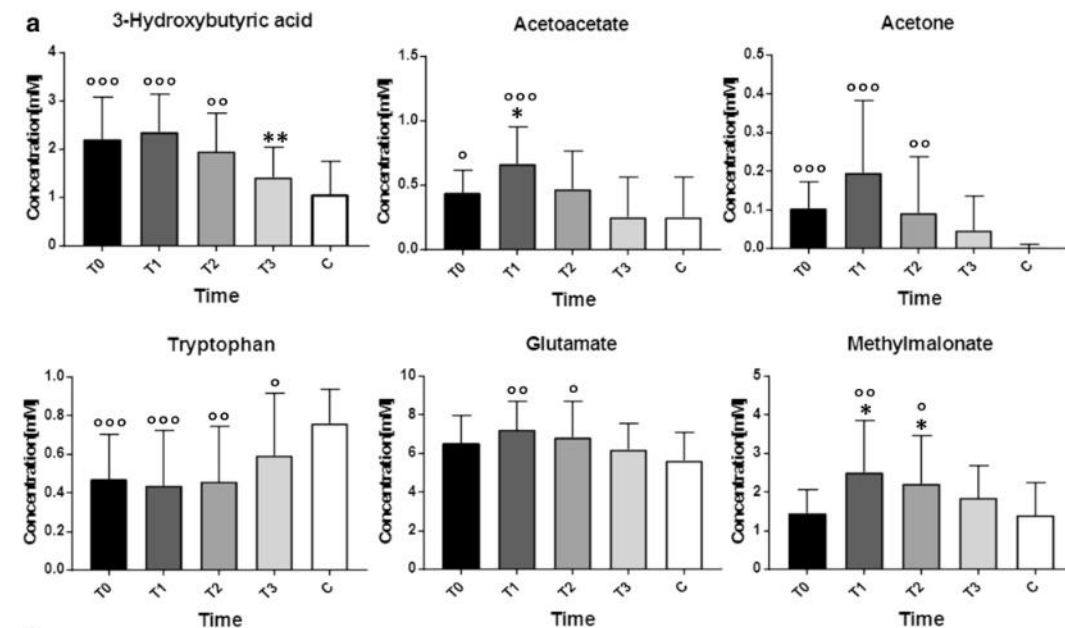 a
3-Hydroxybutyric acid
Concentration[mM]
4
3
2
1
0
°°°
°°°
°°
**
T0
T1
T2
T3
C
Time
Acetoacetate
Concentration[mM]
1.5
1.0
0.5
0.0
°
°°°
*
T0
T1
T2
T3
C
Time
Acetone
Concentration[mM]
0.5
0.4
0.3
0.2
0.1
0.0
°°°
°°°
°°
T0
T1
T2
T3
C
Time
Tryptophan
Concentration[mM]
1.0
0.8
0.6
0.4
0.2
0.0
°°°
°°°
°°
°
T0
T1
T2
T3
C
Time
Glutamate
Concentration[mM]
10
8
6
4
2
0
°°
°
T0
T1
T2
T3
C
Time
Methylmalonate
Concentration[mM]
5
4
3
2
1
0
°°
*
°
*
T0
T1
T2
T3
C
Time